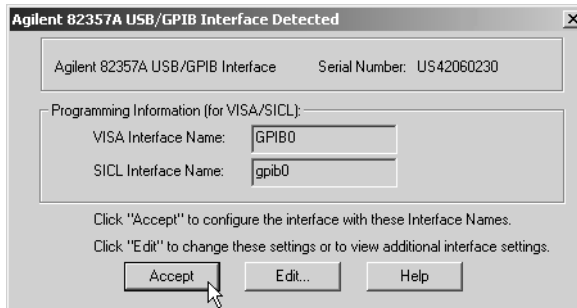 Agilent 82357A USB/GPIB Interface Detected
Agilent 82357A USB/GPIB Interface Serial Number: US42060230
Programming Information (for VISA/SICL):
VISA Interface Name: GPIB0
SICL Interface Name: gpib0
Click "Accept" to configure the interface with these Interface Names.
Click "Edit" to change these settings or to view additional interface settings.
Accept Edit... Help